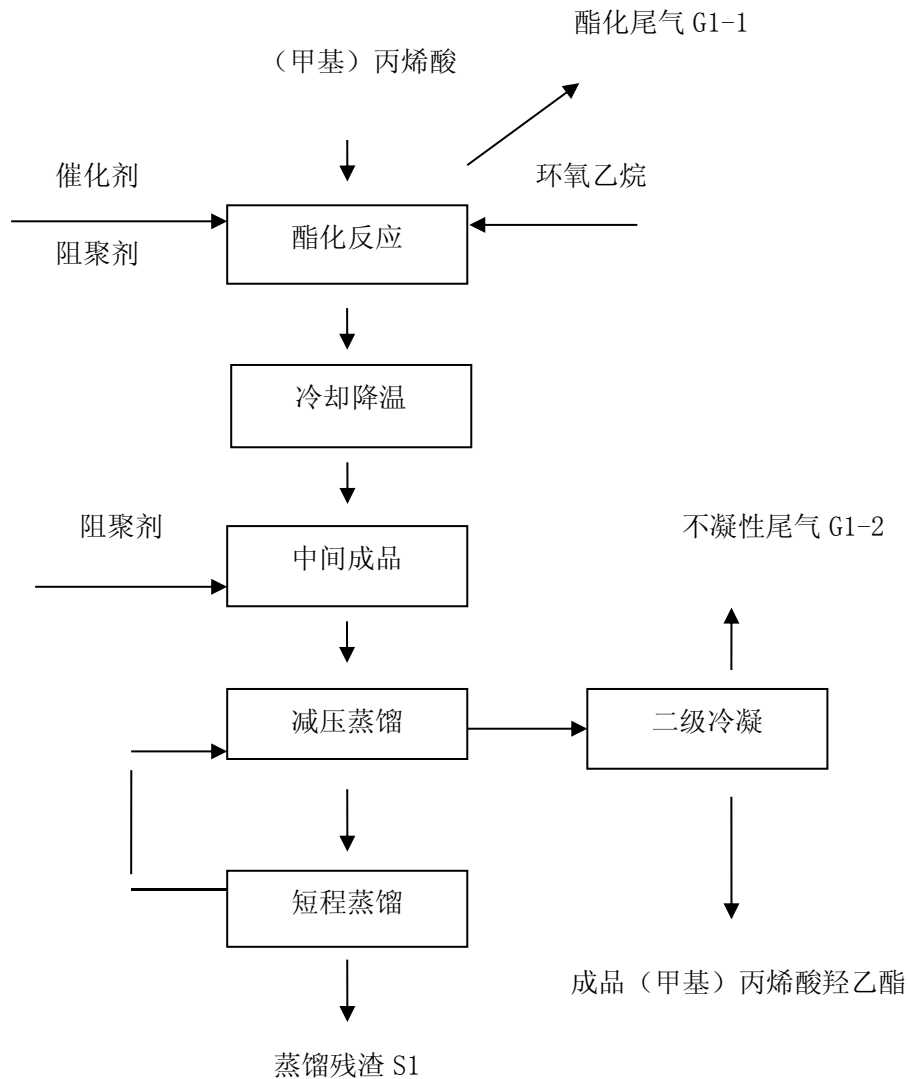 酯化尾气 G1-1
（甲基）丙烯酸
催化剂
环氧乙烷
酯化反应
阻聚剂
冷却降温
阻聚剂
不凝性尾气 G1-2
中间成品
减压蒸馏
二级冷凝
短程蒸馏
成品（甲基）丙烯酸羟乙酯
蒸馏残渣 S1